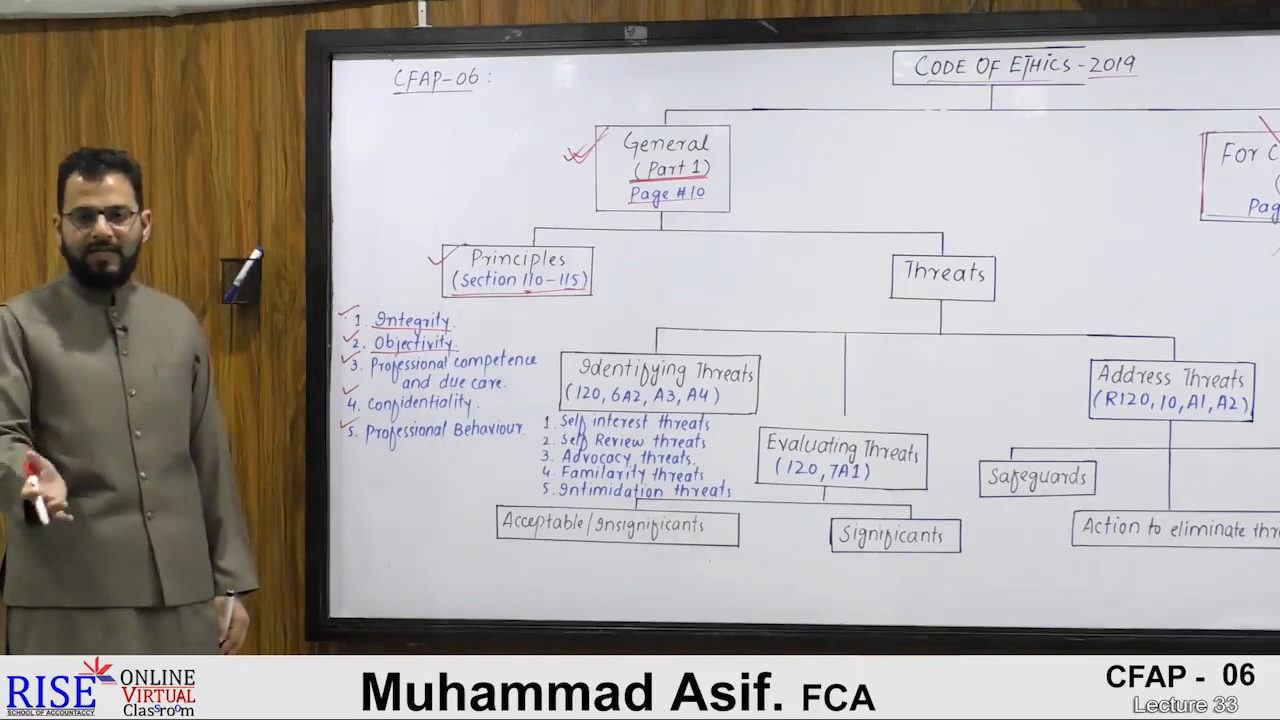 CFAP-06:
CODE OF ETHICS-2019
General
(Part 1)
Page #10
For C
(
Pag
Principles
(Section 110-115)
Threats
1. Integrity.
2. Objectivity.
3. Professional competence
and due care.
4. Confidentiality.
5. Professional Behaviour.
Identifying Threats
(120, 6A2, A3, A4)
1. Self interest threats
2. Self Review threats
3. Advocacy threats.
4. Familarity threats
5. Intimidation threats
Evaluating Threats
(120, 7A1)
Acceptable/Insignificants
Significants
Address Threats
(R120, 10, A1, A2)
Safeguards
Action to eliminate thre
RISE
SCHOOL OF ACCOUNTACY
ONLINE
VIRTUAL
Classroom
Muhammad Asif. FCA
CFAP - 06
Lecture 33